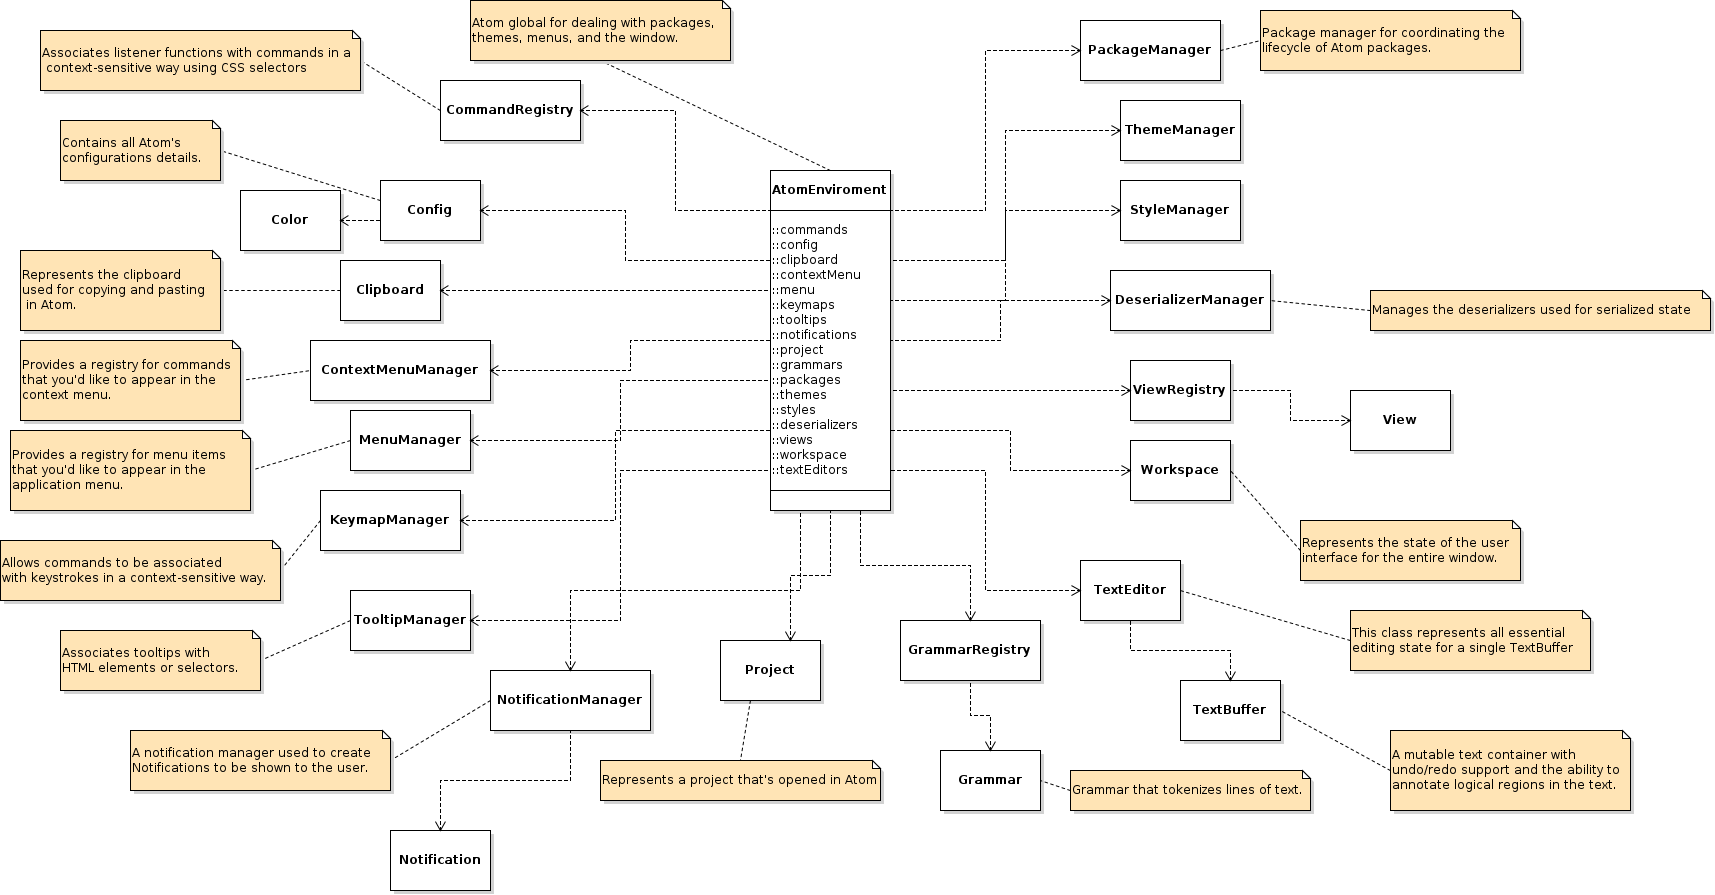 Atom global for dealing with packages,
themes, menus, and the window.
Associates listener functions with commands in a
context-sensitive way using CSS selectors
CommandRegistry
PackageManager
Package manager for coordinating the
lifecycle of Atom packages.
Contains all Atom's
configurations details.
Color
Config
ThemeManager
StyleManager
AtomEnviroment
::commands
::config
::clipboard
::contextMenu
::menu
::keymaps
::tooltips
::notifications
::project
::grammars
::packages
::themes
::styles
::deserializers
::views
::workspace
::textEditors
Represents the clipboard
used for copying and pasting
in Atom.
Clipboard
DeserializerManager
Manages the deserializers used for serialized state
Provides a registry for commands
that you'd like to appear in the
context menu.
ContextMenuManager
ViewRegistry
View
Provides a registry for menu items
that you'd like to appear in the
application menu.
MenuManager
Workspace
Represents the state of the user
interface for the entire window.
KeymapManager
Allows commands to be associated
with keystrokes in a context-sensitive way.
TooltipManager
Associates tooltips with
HTML elements or selectors.
TextEditor
This class represents all essential
editing state for a single TextBuffer
NotificationManager
Project
GrammarRegistry
TextBuffer
A notification manager used to create
Notifications to be shown to the user.
Represents a project that's opened in Atom
Grammar
Grammar that tokenizes lines of text.
A mutable text container with
undo/redo support and the ability to
annotate logical regions in the text.
Notification